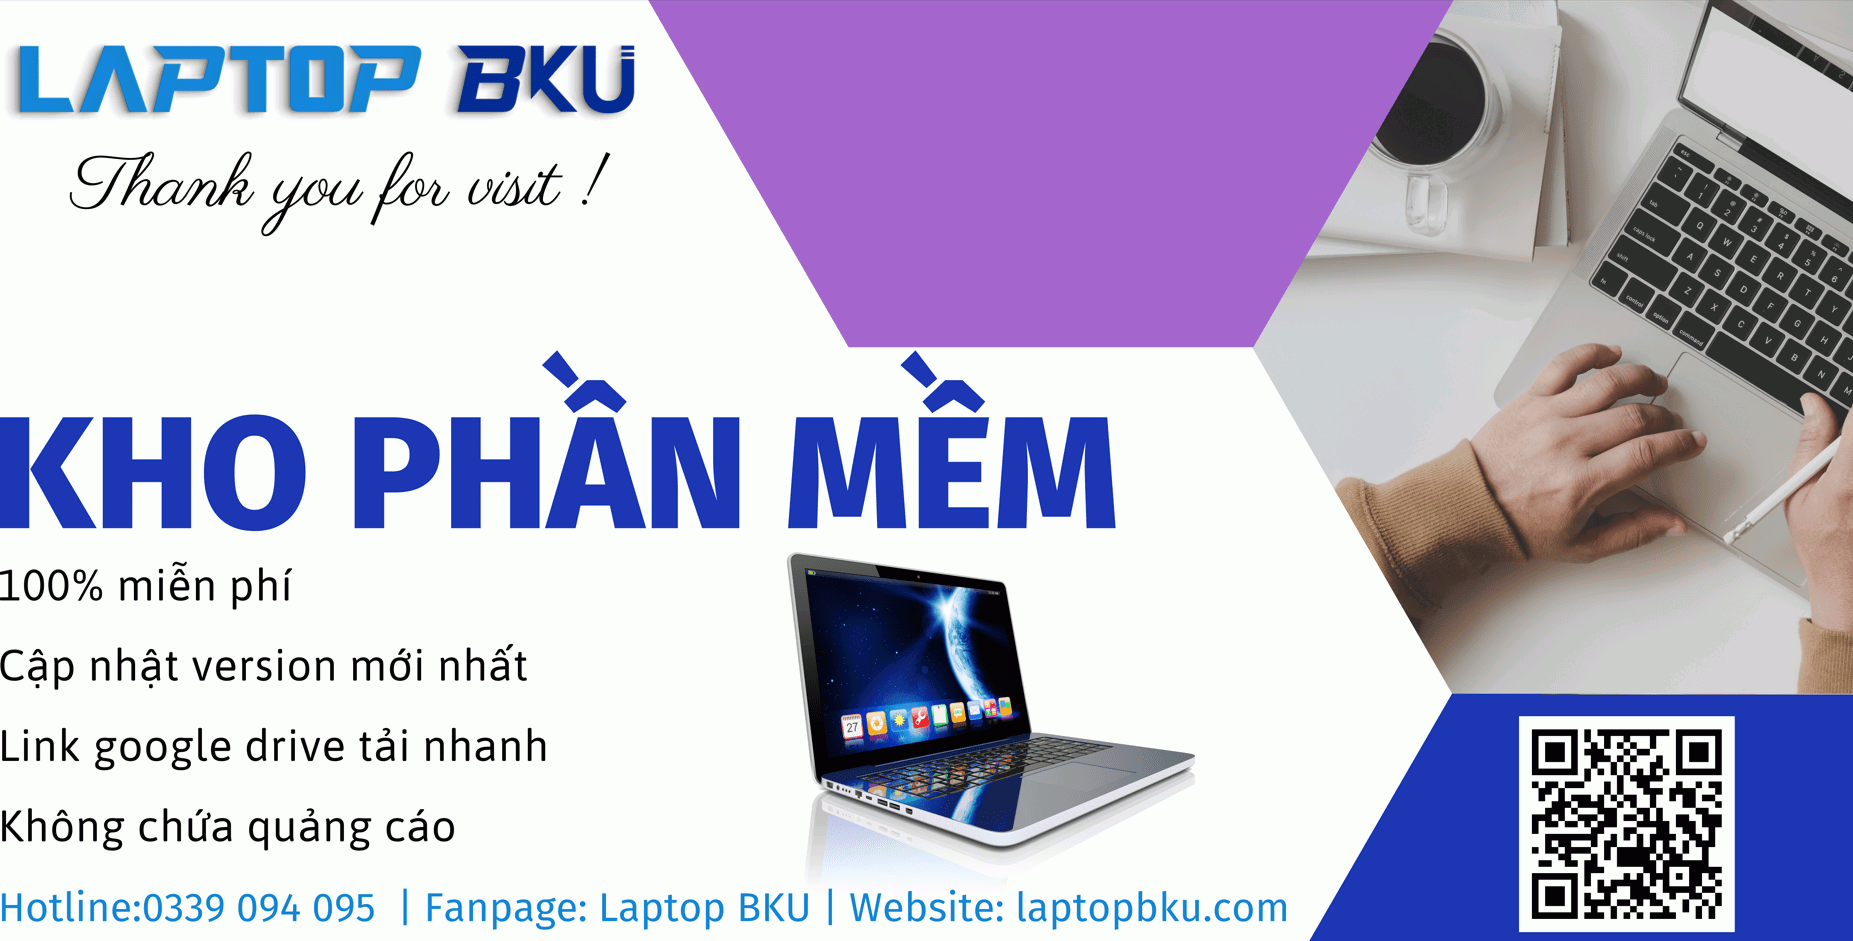 LAPTOP BKU
Thank you for visit !
KHO PHẦN MỀM
100% miễn phí
Cập nhật version mới nhất
Link google drive tải nhanh
Không chứa quảng cáo
Hotline:0339 094 095 | Fanpage: Laptop BKU | Website: laptopbku.com